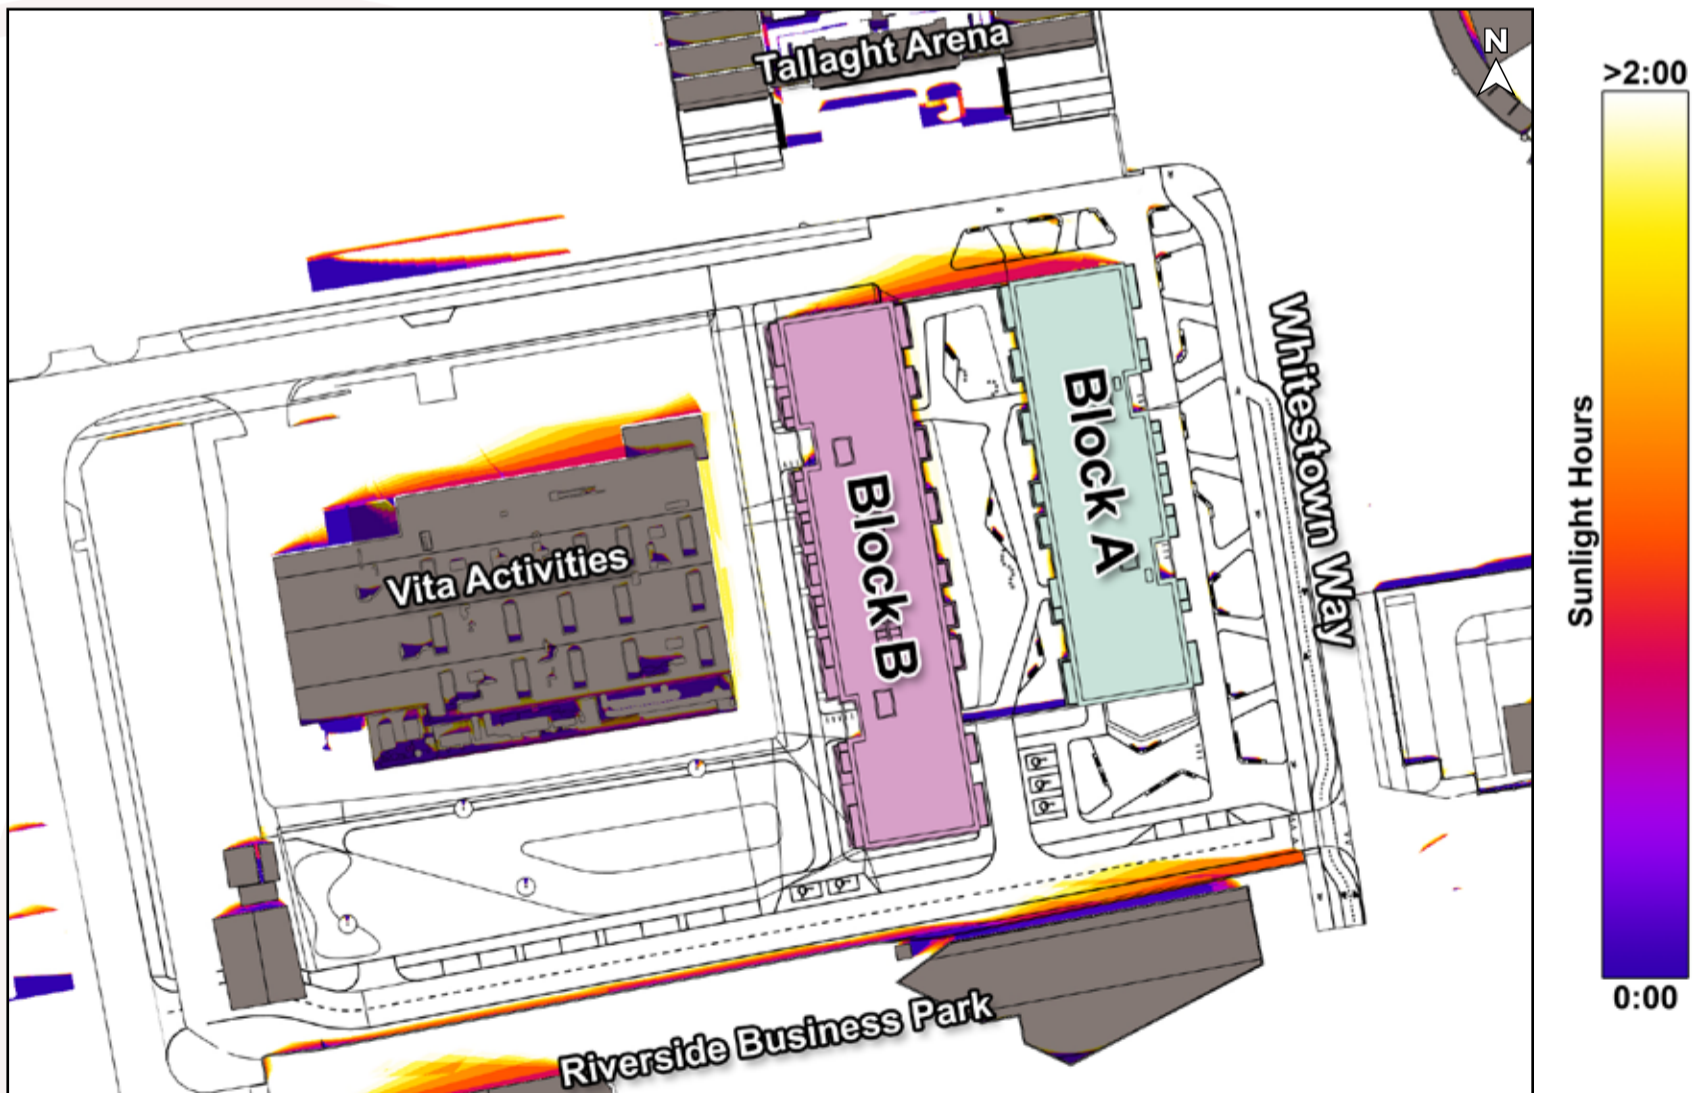 Tallaght Arena
N
>2:00
Whitestown Way
Block A
Block B
Vita Activities
Sunlight Hours
Riverside Business Park
0:00